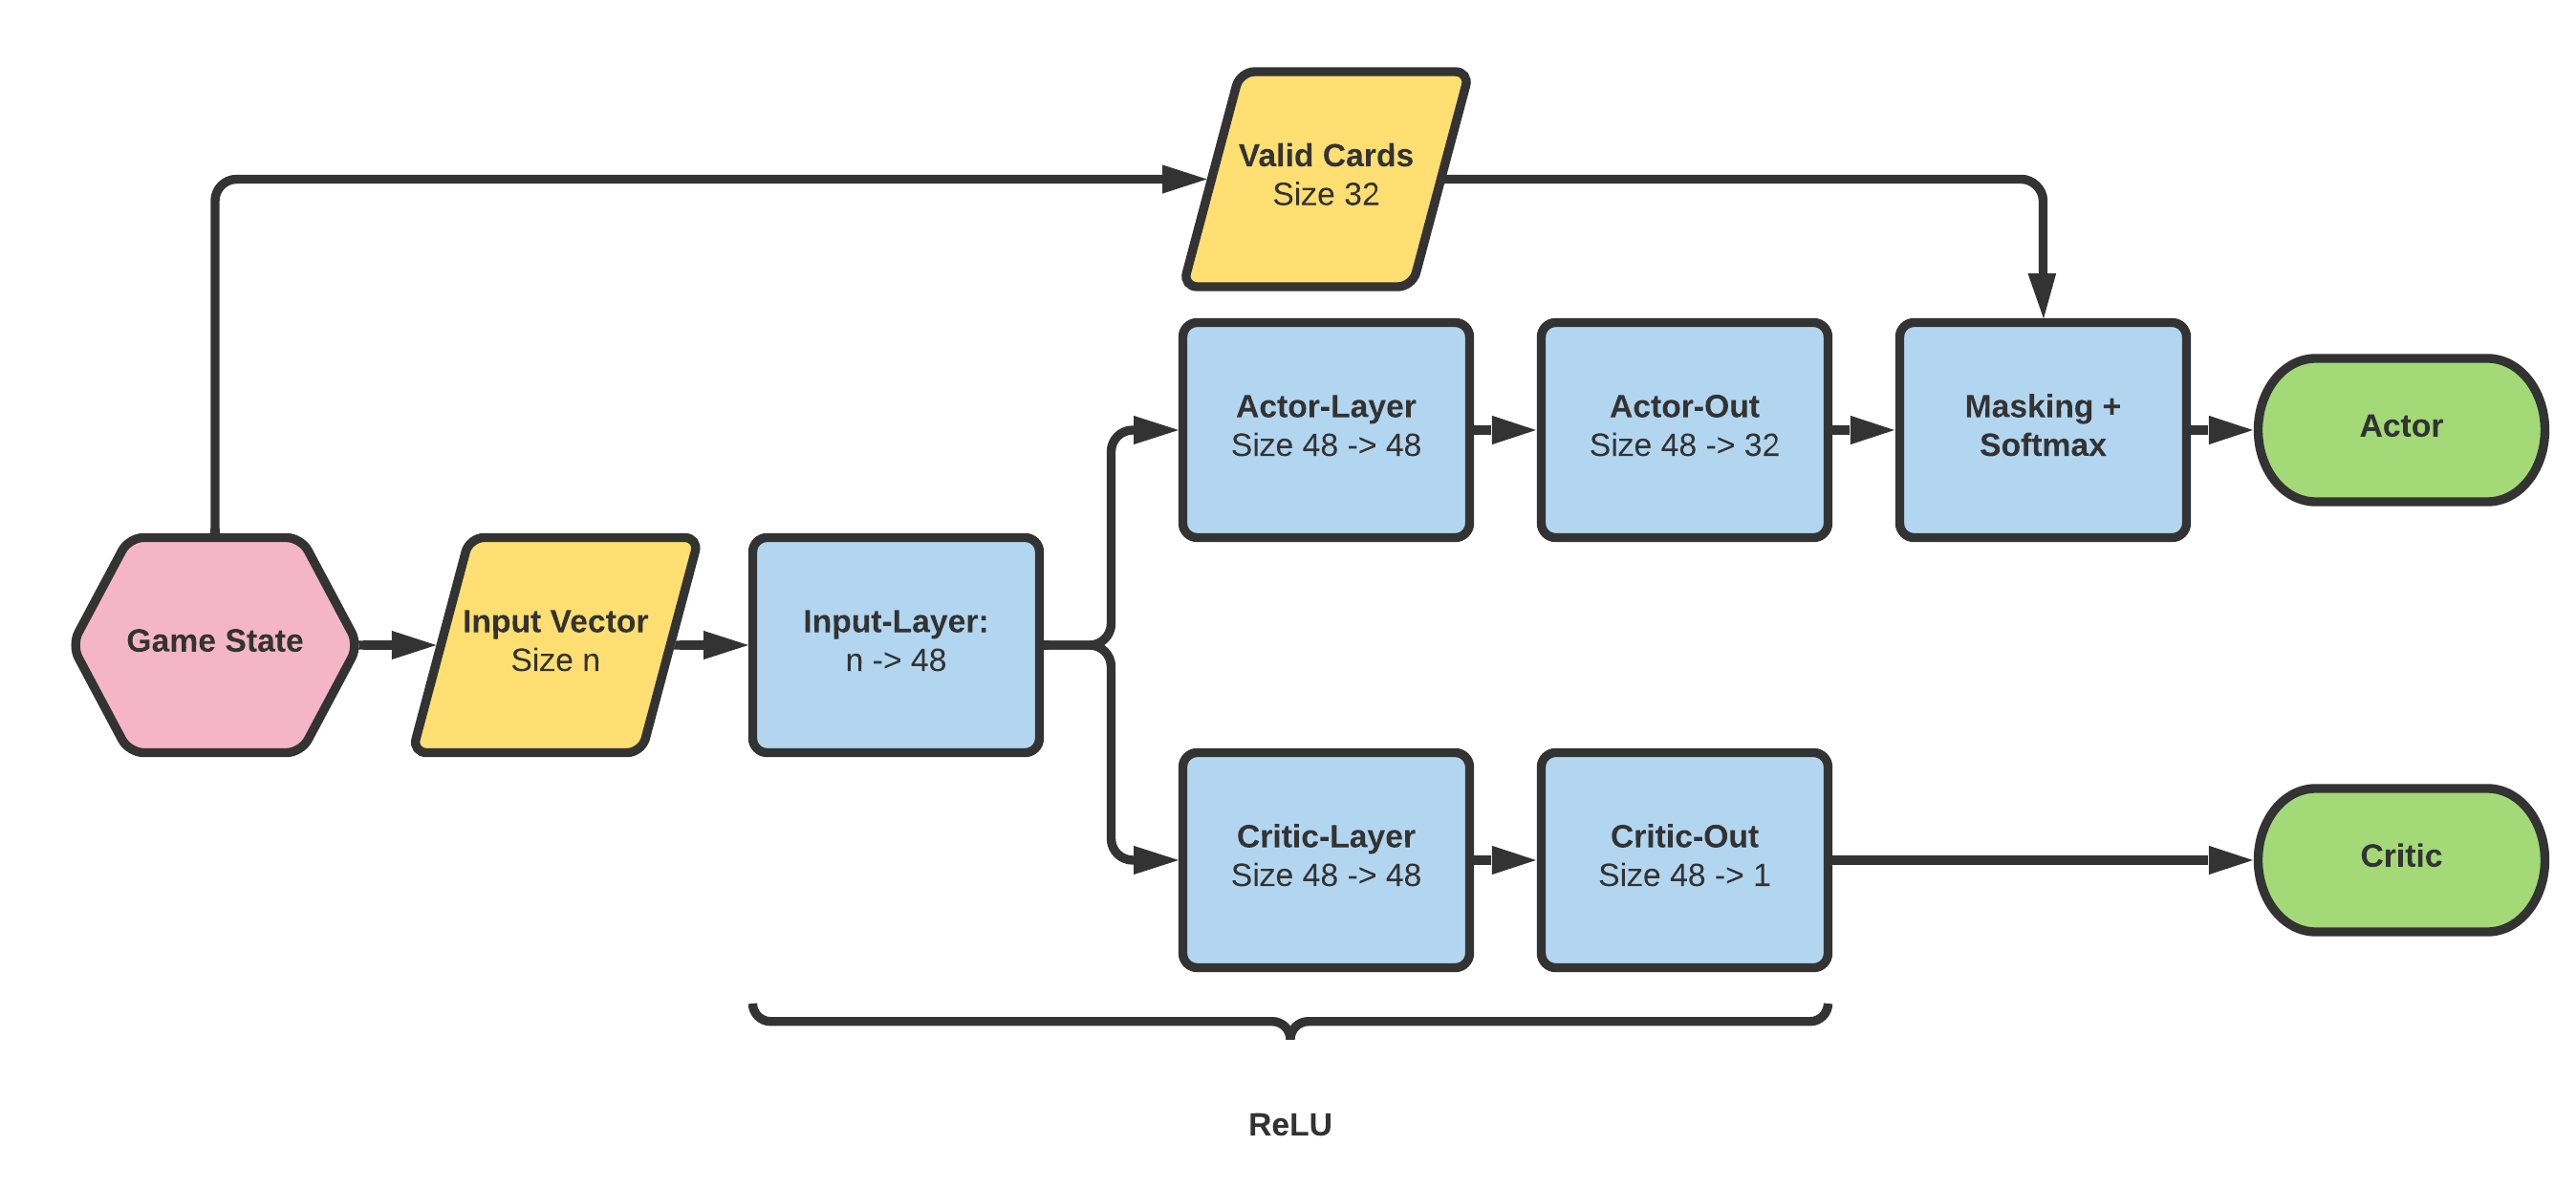 Valid Cards
Size 32
Actor-Layer
Size 48 -> 48
Actor-Out
Size 48 -> 32
Masking +
Softmax
Actor
Game State
Input Vector
Size n
Input-Layer:
n -> 48
Critic-Layer
Size 48 -> 48
Critic-Out
Size 48 -> 1
Critic
ReLU